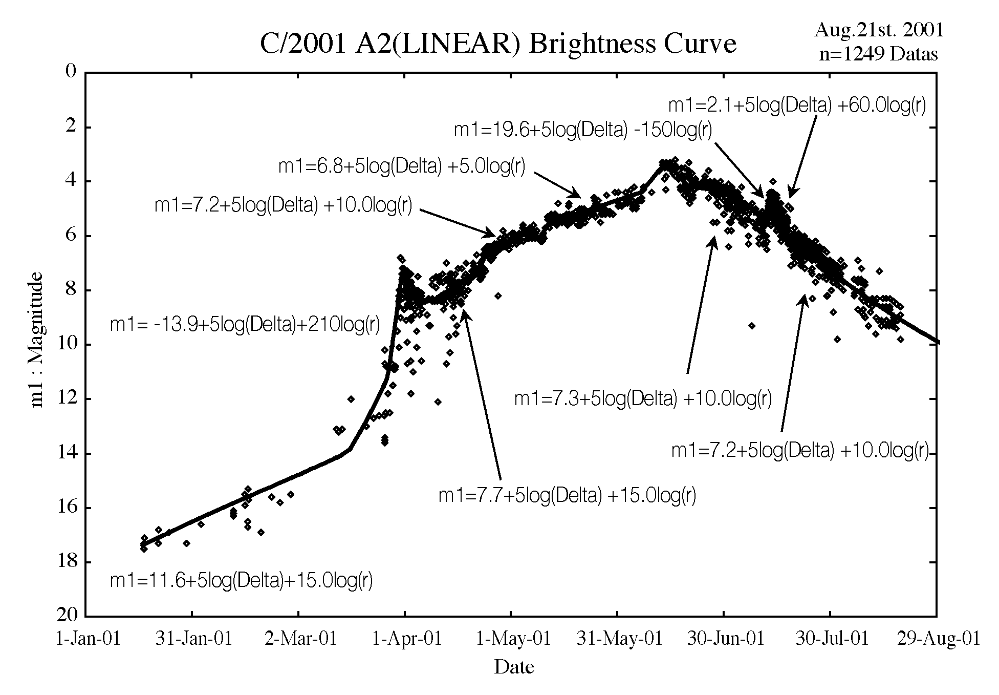 Aug.21st. 2001
C/2001 A2(LINEAR) Brightness Curve
n=1249 Datas
0
2
4
6
8
10
12
14
16
18
20
m1 : Magnitude
m1=2.1+5log(Delta) +60.0log(r)
m1=19.6+5log(Delta) -150log(r)
m1=6.8+5log(Delta) +5.0log(r)
m1=7.2+5log(Delta) +10.0log(r)
m1= -13.9+5log(Delta)+210log(r)
m1=7.3+5log(Delta) +10.0log(r)
m1=7.2+5log(Delta) +10.0log(r)
m1=7.7+5log(Delta) +15.0log(r)
m1=11.6+5log(Delta)+15.0log(r)
1-Jan-01 31-Jan-01 2-Mar-01 1-Apr-01 1-May-01 31-May-01 30-Jun-01 30-Jul-01 29-Aug-01
Date